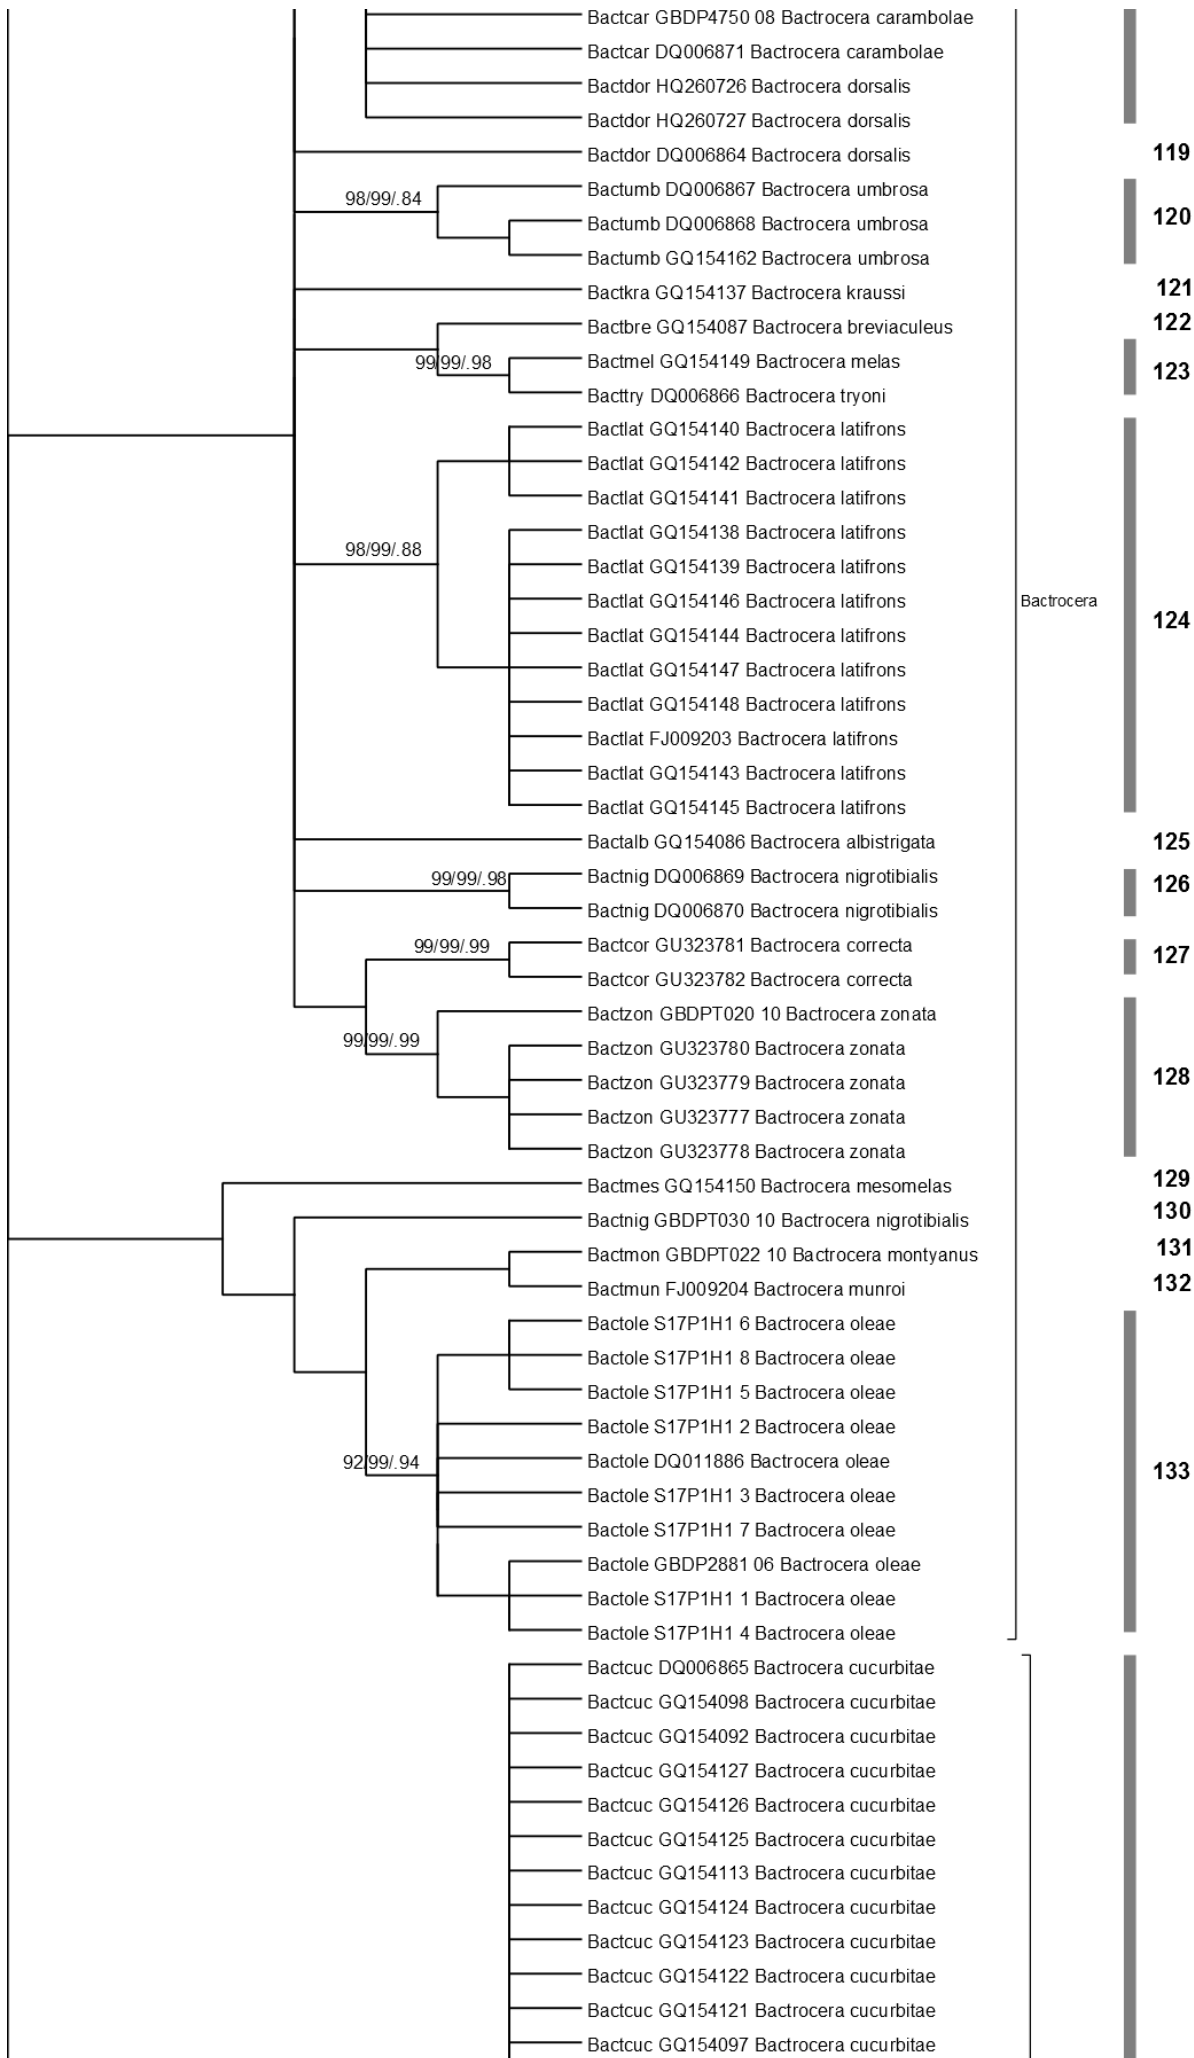 Bactcar GBDP4750 08 Bactrocera carambolae
Bactcar DQ006871 Bactrocera carambolae
Bactdor HQ260726 Bactrocera dorsalis
Bactdor HQ260727 Bactrocera dorsalis
Bactdor DQ006864 Bactrocera dorsalis
119
Bactumb DQ006867 Bactrocera umbrosa
98/99/.84
Bactumb DQ006868 Bactrocera umbrosa
120
Bactumb GQ154162 Bactrocera umbrosa
Bactkra GQ154137 Bactrocera kraussi
121
Bactbre GQ154087 Bactrocera breviaculeus
122
99/99/.98
Bactmel GQ154149 Bactrocera melas
123
Bacttry DQ006866 Bactrocera tryoni
Bactlat GQ154140 Bactrocera latifrons
Bactlat GQ154142 Bactrocera latifrons
Bactlat GQ154141 Bactrocera latifrons
Bactlat GQ154138 Bactrocera latifrons
98/99/.88
Bactlat GQ154139 Bactrocera latifrons
Bactlat GQ154146 Bactrocera latifrons
Bactrocera
124
Bactlat GQ154144 Bactrocera latifrons
Bactlat GQ154147 Bactrocera latifrons
Bactlat GQ154148 Bactrocera latifrons
Bactlat FJ009203 Bactrocera latifrons
Bactlat GQ154143 Bactrocera latifrons
Bactlat GQ154145 Bactrocera latifrons
Bactalb GQ154086 Bactrocera albistrigata
125
99/99/.98
Bactnig DQ006869 Bactrocera nigrotibialis
126
Bactnig DQ006870 Bactrocera nigrotibialis
99/99/.99
Bactcor GU323781 Bactrocera correcta
127
Bactcor GU323782 Bactrocera correcta
Bactzon GBDPT020 10 Bactrocera zonata
99/99/.99
Bactzon GU323780 Bactrocera zonata
128
Bactzon GU323779 Bactrocera zonata
Bactzon GU323777 Bactrocera zonata
Bactzon GU323778 Bactrocera zonata
Bactmes GQ154150 Bactrocera mesomelas
129
Bactnig GBDPT030 10 Bactrocera nigrotibialis
130
Bactmon GBDPT022 10 Bactrocera montyanus
131
Bactmun FJ009204 Bactrocera munroi
132
Bactole S17P1H1 6 Bactrocera oleae
Bactole S17P1H1 8 Bactrocera oleae
Bactole S17P1H1 5 Bactrocera oleae
Bactole S17P1H1 2 Bactrocera oleae
92/99/.94
Bactole DQ011886 Bactrocera oleae
133
Bactole S17P1H1 3 Bactrocera oleae
Bactole S17P1H1 7 Bactrocera oleae
Bactole GBDP2881 06 Bactrocera oleae
Bactole S17P1H1 1 Bactrocera oleae
Bactole S17P1H1 4 Bactrocera oleae
Bactcuc DQ006865 Bactrocera cucurbitae
Bactcuc GQ154098 Bactrocera cucurbitae
Bactcuc GQ154092 Bactrocera cucurbitae
Bactcuc GQ154127 Bactrocera cucurbitae
Bactcuc GQ154126 Bactrocera cucurbitae
Bactcuc GQ154125 Bactrocera cucurbitae
Bactcuc GQ154113 Bactrocera cucurbitae
Bactcuc GQ154124 Bactrocera cucurbitae
Bactcuc GQ154123 Bactrocera cucurbitae
Bactcuc GQ154122 Bactrocera cucurbitae
Bactcuc GQ154121 Bactrocera cucurbitae
Bactcuc GQ154097 Bactrocera cucurbitae